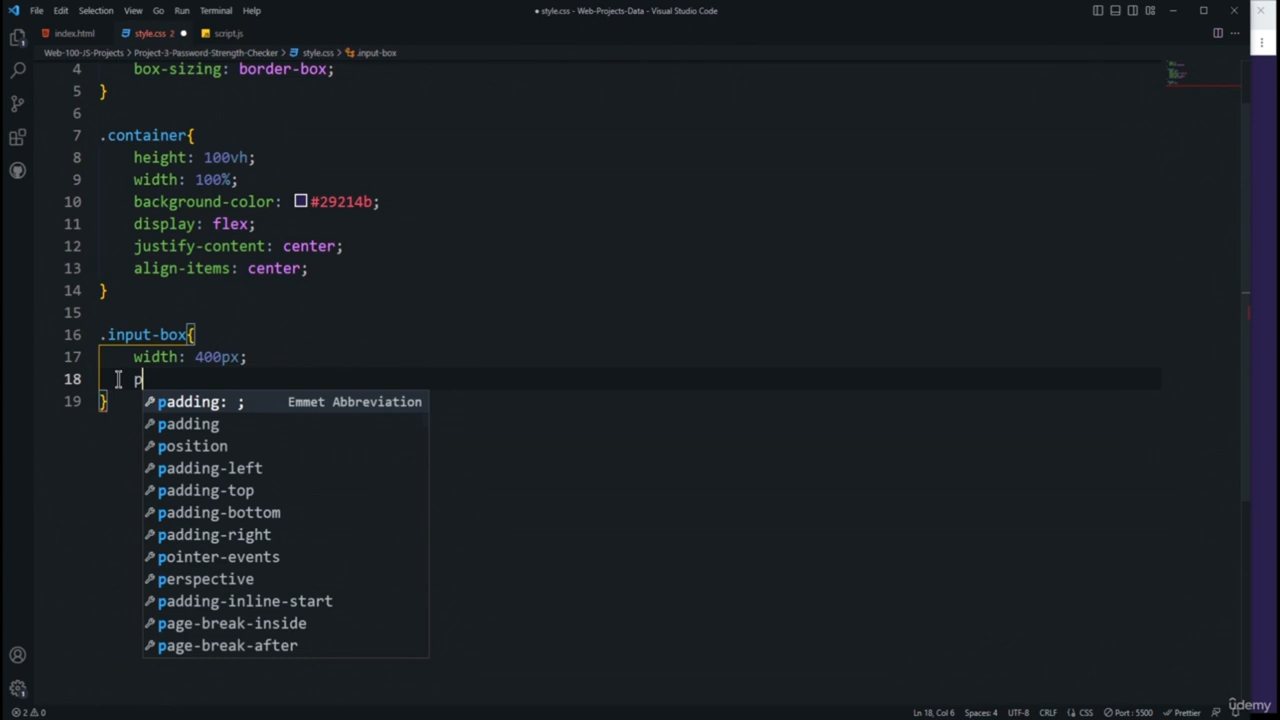 File Edit Selection View Go Run Terminal Help
● style.css - Web-Projects-Data - Visual Studio Code
index.html style.css 2 script.js
Web-100-JS-Projects > Project-3-Password-Strength-Checker > style.css > .input-box
4 box-sizing: border-box;
5 }
6
7 .container{
8 height: 100vh;
9 width: 100%;
10 background-color: #29214b;
11 display: flex;
12 justify-content: center;
13 align-items: center;
14 }
15
16 .input-box{
17 width: 400px;
18 p
19 }
padding: ; Emmet Abbreviation
padding
position
padding-left
padding-top
padding-bottom
padding-right
pointer-events
perspective
padding-inline-start
page-break-inside
page-break-after
2 0 Ln 18, Col 6 Spaces: 4 UTF-8 CRLF CSS Port : 5500 Prettier
udemy